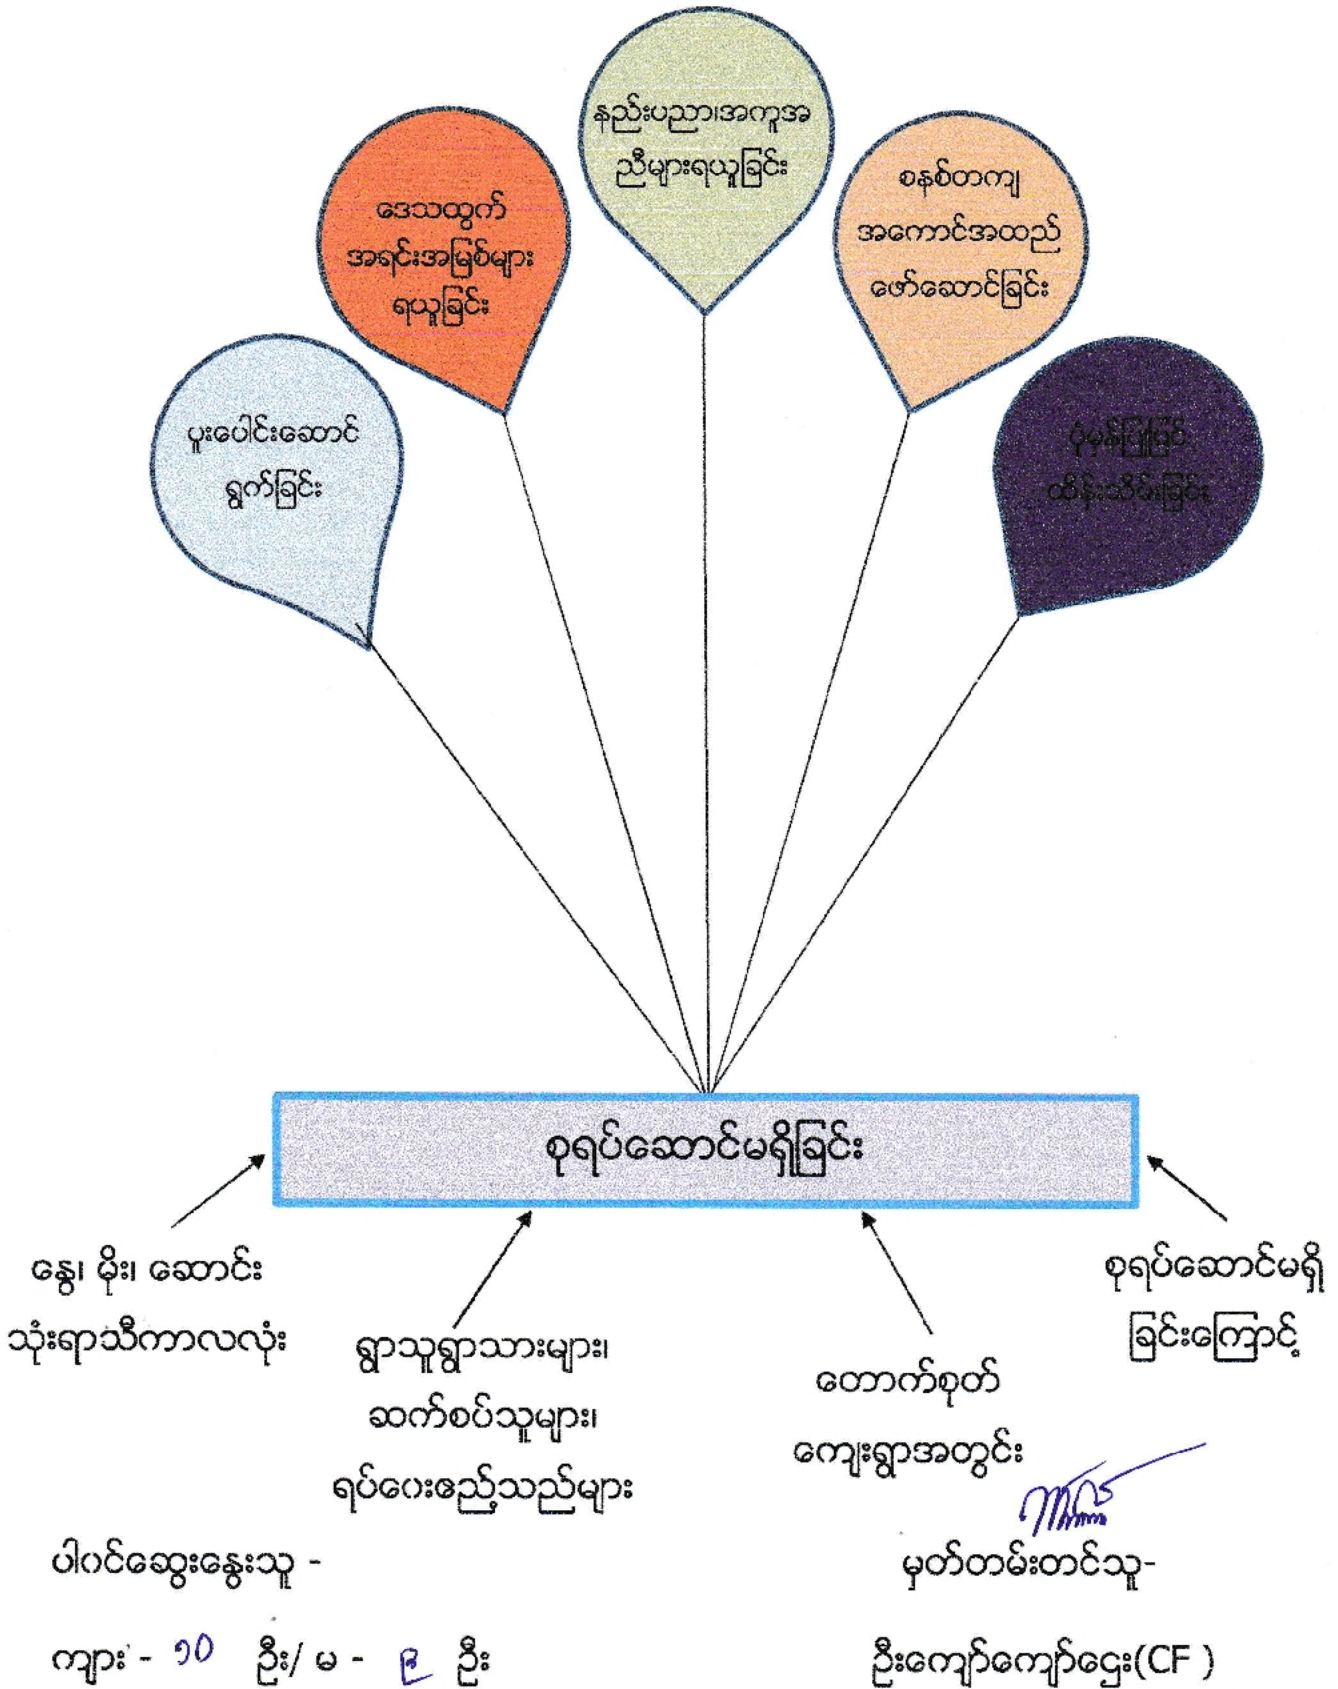 နည်းပညာ၊အကူအ
ညီများရယူခြင်း
ဒေသထွက်
အရင်းအမြစ်များ
ရယူခြင်း
စနစ်တကျ
အကောင်အထည်
ဖော်ဆောင်ခြင်း
ပူးပေါင်းဆောင်
ရွက်ခြင်း
ပုံမှန်ပြုပြင်
ထိန်းသိမ်းခြင်း
စုရပ်ဆောင်မရှိခြင်း
နွေ၊ မိုး၊ ဆောင်း
သုံးရာသီကာလလုံး
ရွာသူရွာသားများ၊
ဆက်စပ်သူများ၊
ရပ်ဝေးဧည့်သည်များ
တောက်စုတ်
ကျေးရွာအတွင်း
စုရပ်ဆောင်မရှိ
ခြင်းကြောင့်
ပါဝင်ဆွေးနွေးသူ -
ကျား - ၁၀ ဦး/ မ - ၉ ဦး
မှတ်တမ်းတင်သူ-
ဦးကျော်ကျော်ဌေး(CF )